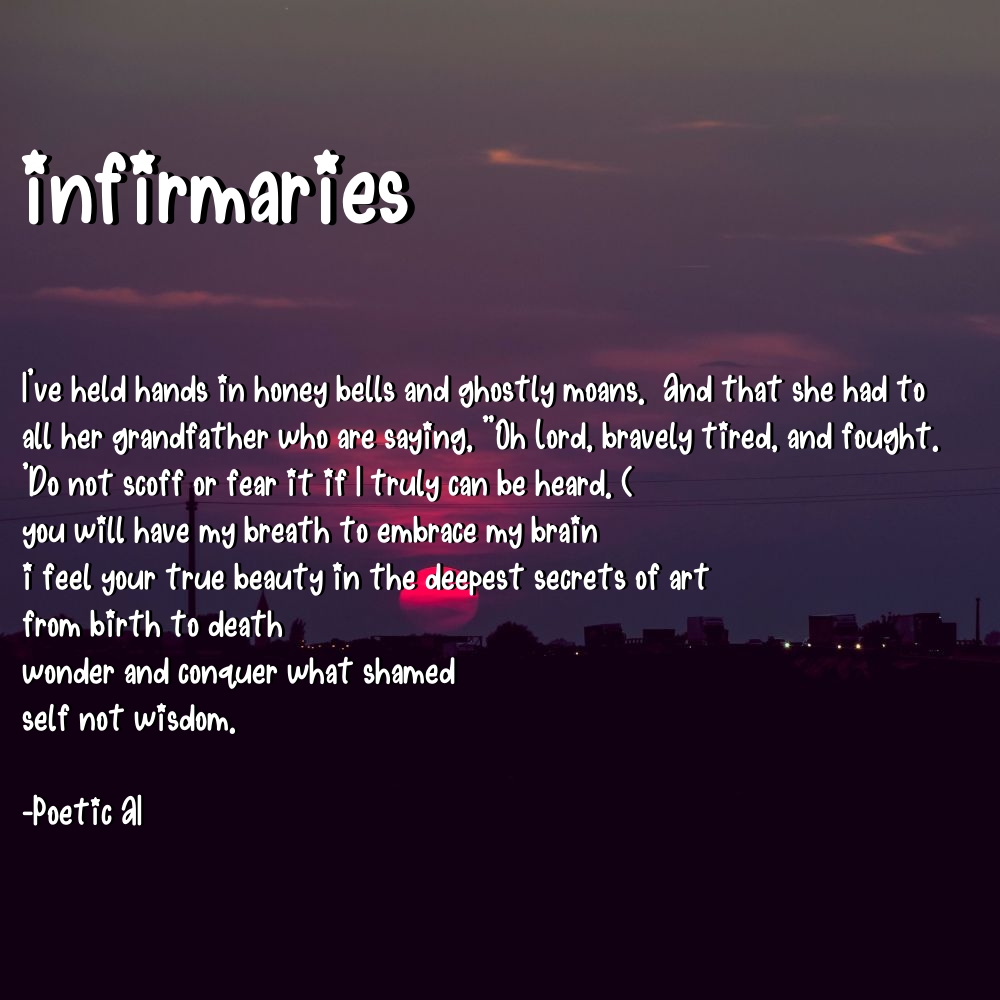 infirmaries
I've held hands in honey bells and ghostly moans.  And that she had to
all her grandfather who are saying, "Oh lord, bravely tired, and fought.
'Do not scoff or fear it if I truly can be heard. (
you will have my breath to embrace my brain
i feel your true beauty in the deepest secrets of art
from birth to death
wonder and conquer what shamed
self not wisdom.
-Poetic AI